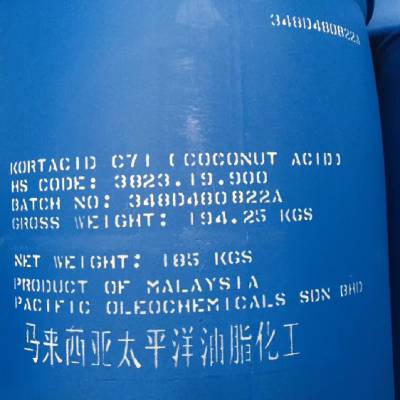 348D480822A
KORTACID C71 (COCONUT ACID)
HS CODE: 3823.19.900
BATCH NO: 348D480822A
GROSS WEIGHT: 194.25 KGS
NET WEIGHT: 185 KGS
PRODUCT OF MALAYSIA
PACIFIC OLEOCHEMICALS SDN BHD
马来西亚太平洋油脂化工